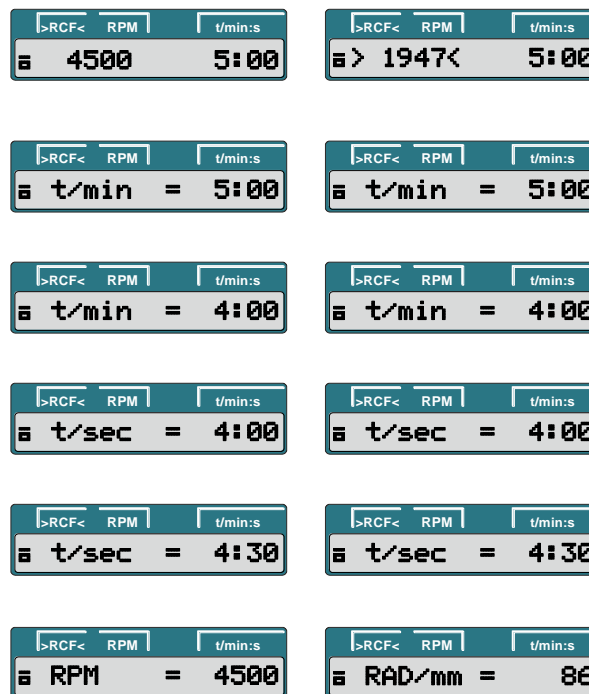 >RCF< RPM t/min:s >RCF< RPM t/min:s
4500 5:00 > 1947< 5:00
>RCF< RPM t/min:s >RCF< RPM t/min:s
t/min = 5:00 t/min = 5:00
>RCF< RPM t/min:s >RCF< RPM t/min:s
t/min = 4:00 t/min = 4:00
>RCF< RPM t/min:s >RCF< RPM t/min:s
t/sec = 4:00 t/sec = 4:00
>RCF< RPM t/min:s >RCF< RPM t/min:s
t/sec = 4:30 t/sec = 4:30
>RCF< RPM t/min:s >RCF< RPM t/min:s
RPM = 4500 RAD/mm = 86